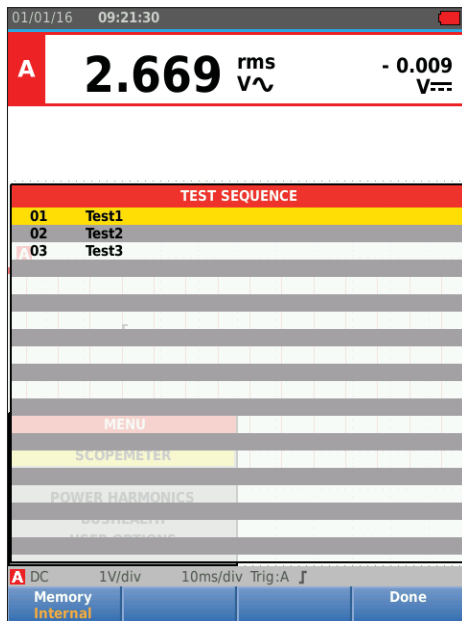 01/01/16 09:21:30
A 2.669 rms V - 0.009 V
TEST SEQUENCE
01 Test1
02 Test2
03 Test3
A
MENU
SCOPEMETER
POWER HARMONICS
BUSHEALTH
USER OPTIONS
A DC 1V/div 10ms/div Trig:A
Memory Done
Internal